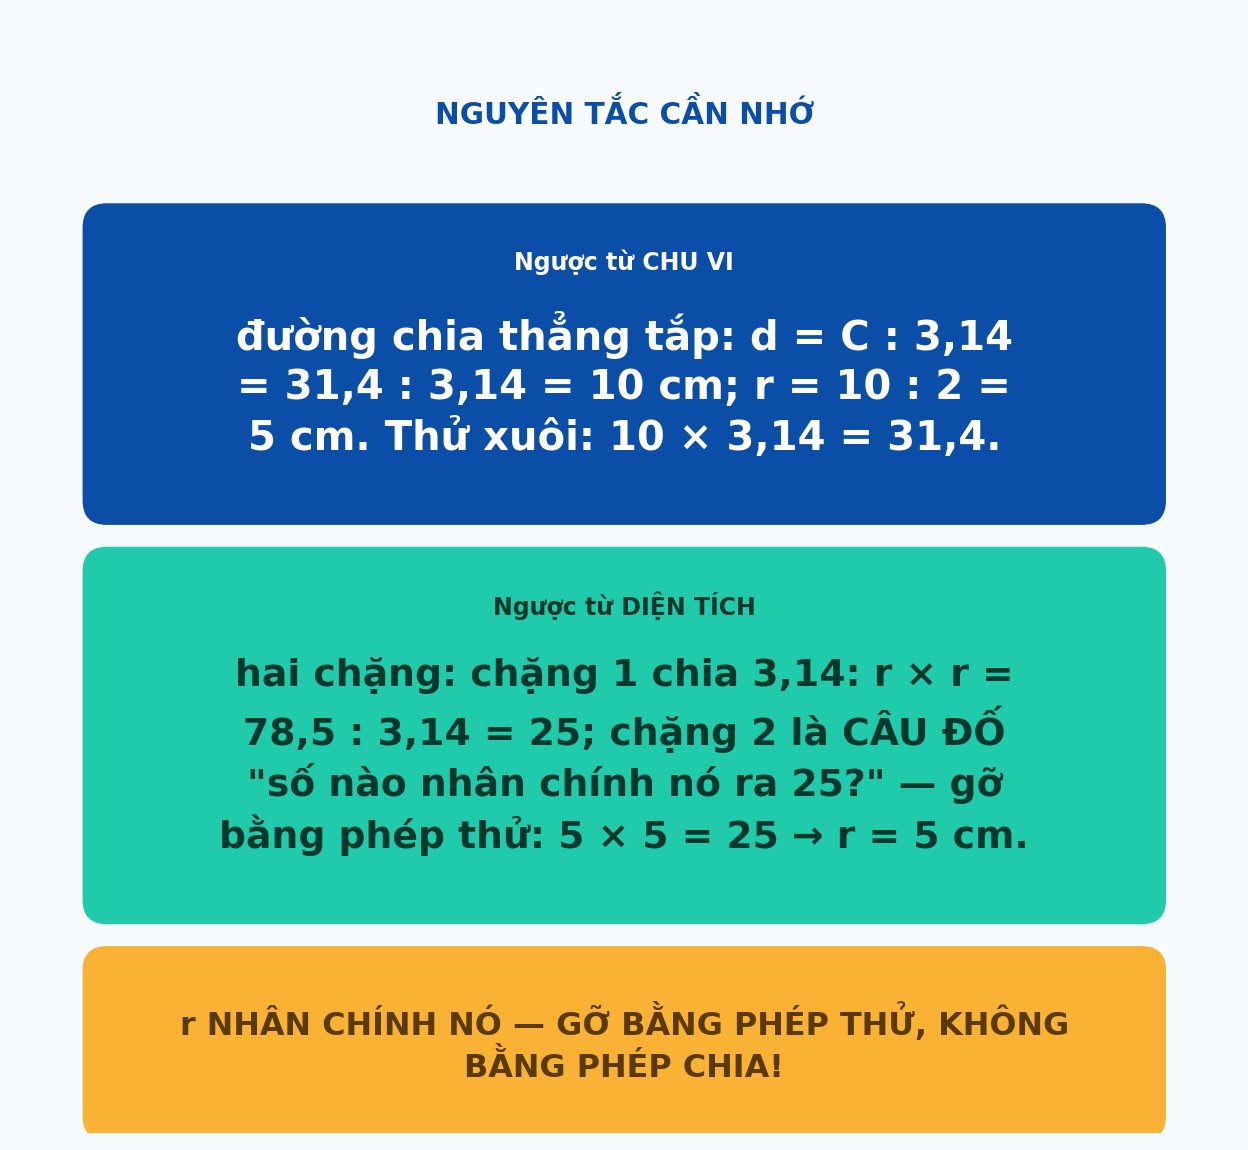 NGUYÊN TẮC CẦN NHỚ
Ngược từ CHU VI
đường chia thẳng tắp: d = C : 3,14
= 31,4 : 3,14 = 10 cm; r = 10 : 2 =
5 cm. Thử xuôi: 10 × 3,14 = 31,4.
Ngược từ DIỆN TÍCH
hai chặng: chặng 1 chia 3,14: r × r =
78,5 : 3,14 = 25; chặng 2 là CÂU ĐỐ
"số nào nhân chính nó ra 25?" — gỡ
bằng phép thử: 5 × 5 = 25 → r = 5 cm.
r NHÂN CHÍNH NÓ — GỠ BẰNG PHÉP THỬ, KHÔNG
BẰNG PHÉP CHIA!